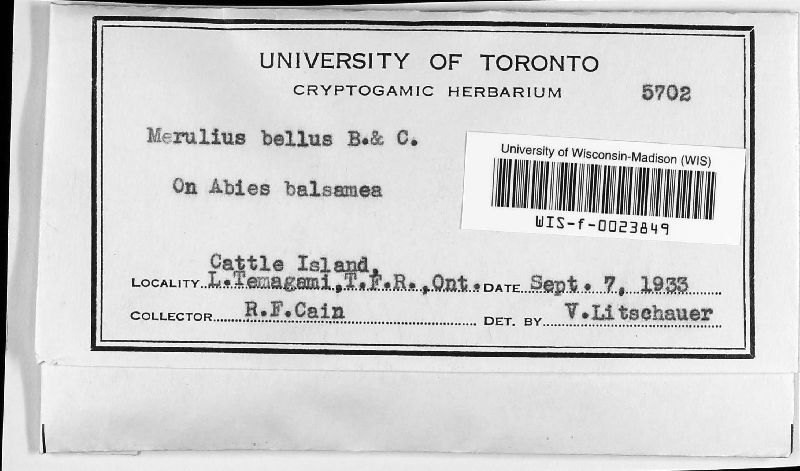 UNIVERSITY OF TORONTO
CRYPTOGAMIC HERBARIUM 5702
Merulius bellus B.& C.
On Abies balsamea
University of Wisconsin-Madison (WIS)
WIS-f-0023849
Cattle Island,
LOCALITY L.Temagami,T.F.R.,Ont. DATE Sept. 7, 1933
COLLECTOR R.F.Cain DET. BY V.Litschauer